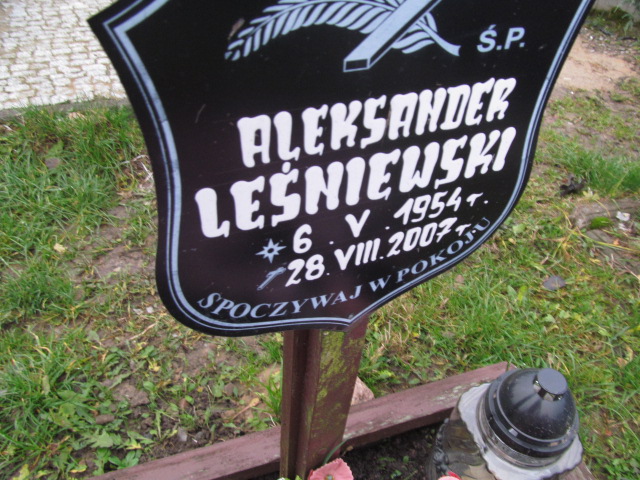 Ś.P.
ALEKSANDER
LEŚNIEWSKI
6. V. 1954 r.
28. VIII. 2007 r.
SPOCZYWAJ W POKOJU